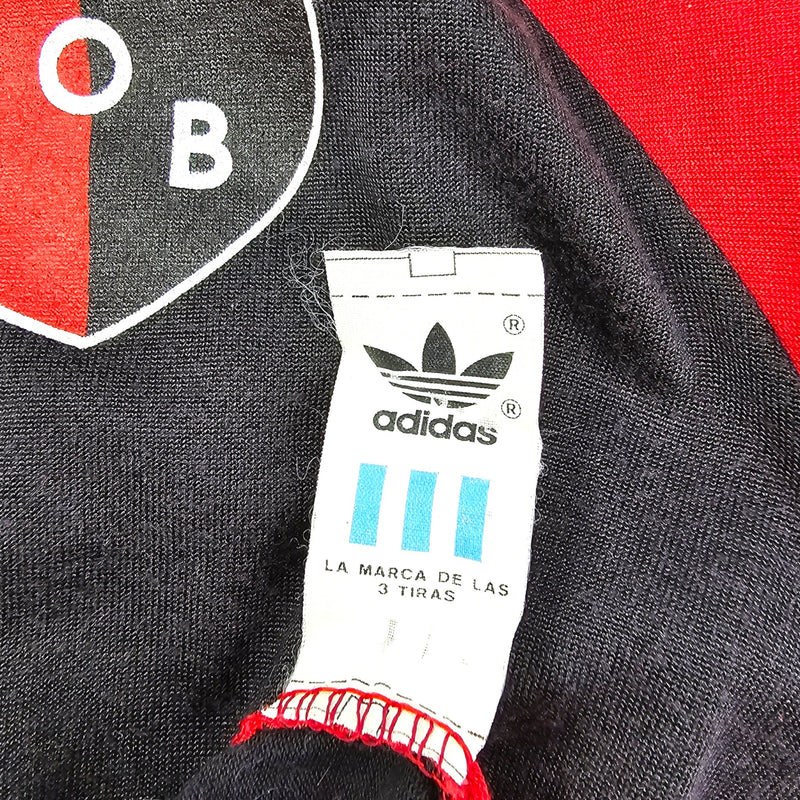 O
B
®
adidas ®
LA MARCA DE LAS
3 TIRAS